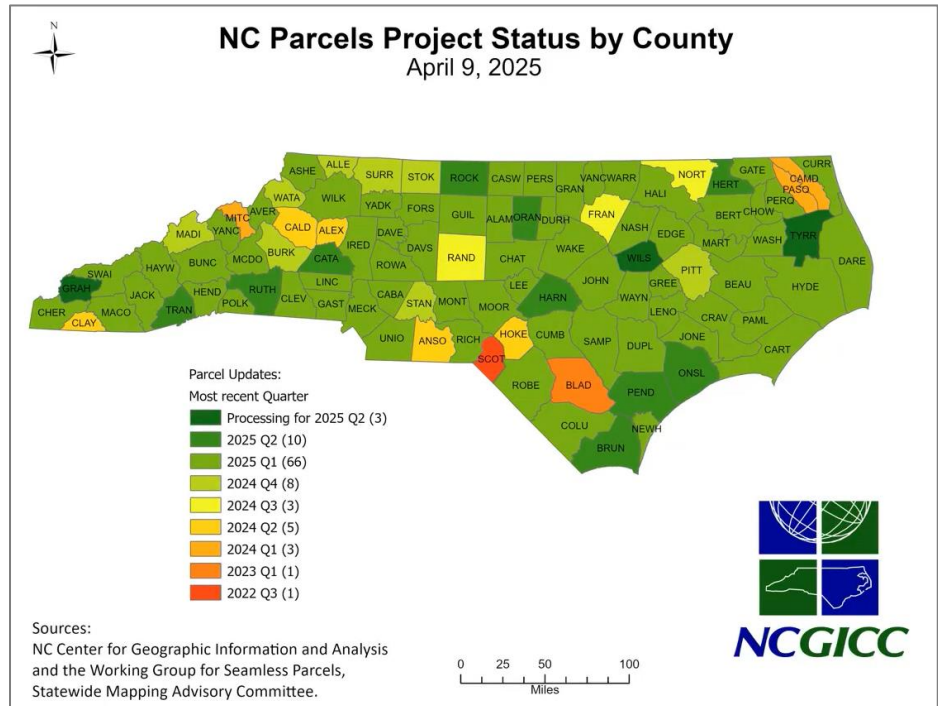 N
NC Parcels Project Status by County
April 9, 2025
ASHE
ALLE
SURR
STOK
ROCK
CASW
PERS
GRAN
VANC
WARR
NORT
HERT
GATE
CAMD
CURR
PASQ
PERQ
WATA
WILK
YADK
FORS
GUIL
ALAM
ORAN
DURH
FRAN
HALI
BERT
CHOW
MITC
AVER
YANC
CALD
ALEX
IRED
DAVE
DAVS
RAND
CHAT
WAKE
NASH
EDGE
MART
WASH
TYRR
DARE
MADI
BUNC
MCDO
BURK
CATA
ROWA
WILS
PITT
BEAU
HYDE
SWAI
HAYW
GRAH
JACK
HEND
RUTH
POLK
CLEV
LINC
GAST
MECK
CABA
STAN
MONT
MOOR
LEE
HARN
JOHN
WAYN
GREE
LENO
CRAV
PAML
CHER
CLAY
MACO
TRAN
UNIO
ANSO
RICH
HOKE
CUMB
SAMP
DUPL
JONE
CART
SCOT
ROBE
BLAD
PEND
ONSL
COLU
NEWH
BRUN
Parcel Updates:
Most recent Quarter
Processing for 2025 Q2 (3)
2025 Q2 (10)
2025 Q1 (66)
2024 Q4 (8)
2024 Q3 (3)
2024 Q2 (5)
2024 Q1 (3)
2023 Q1 (1)
2022 Q3 (1)
Sources:
NC Center for Geographic Information and Analysis
and the Working Group for Seamless Parcels,
Statewide Mapping Advisory Committee.
0 25 50 100
Miles
NCGICC